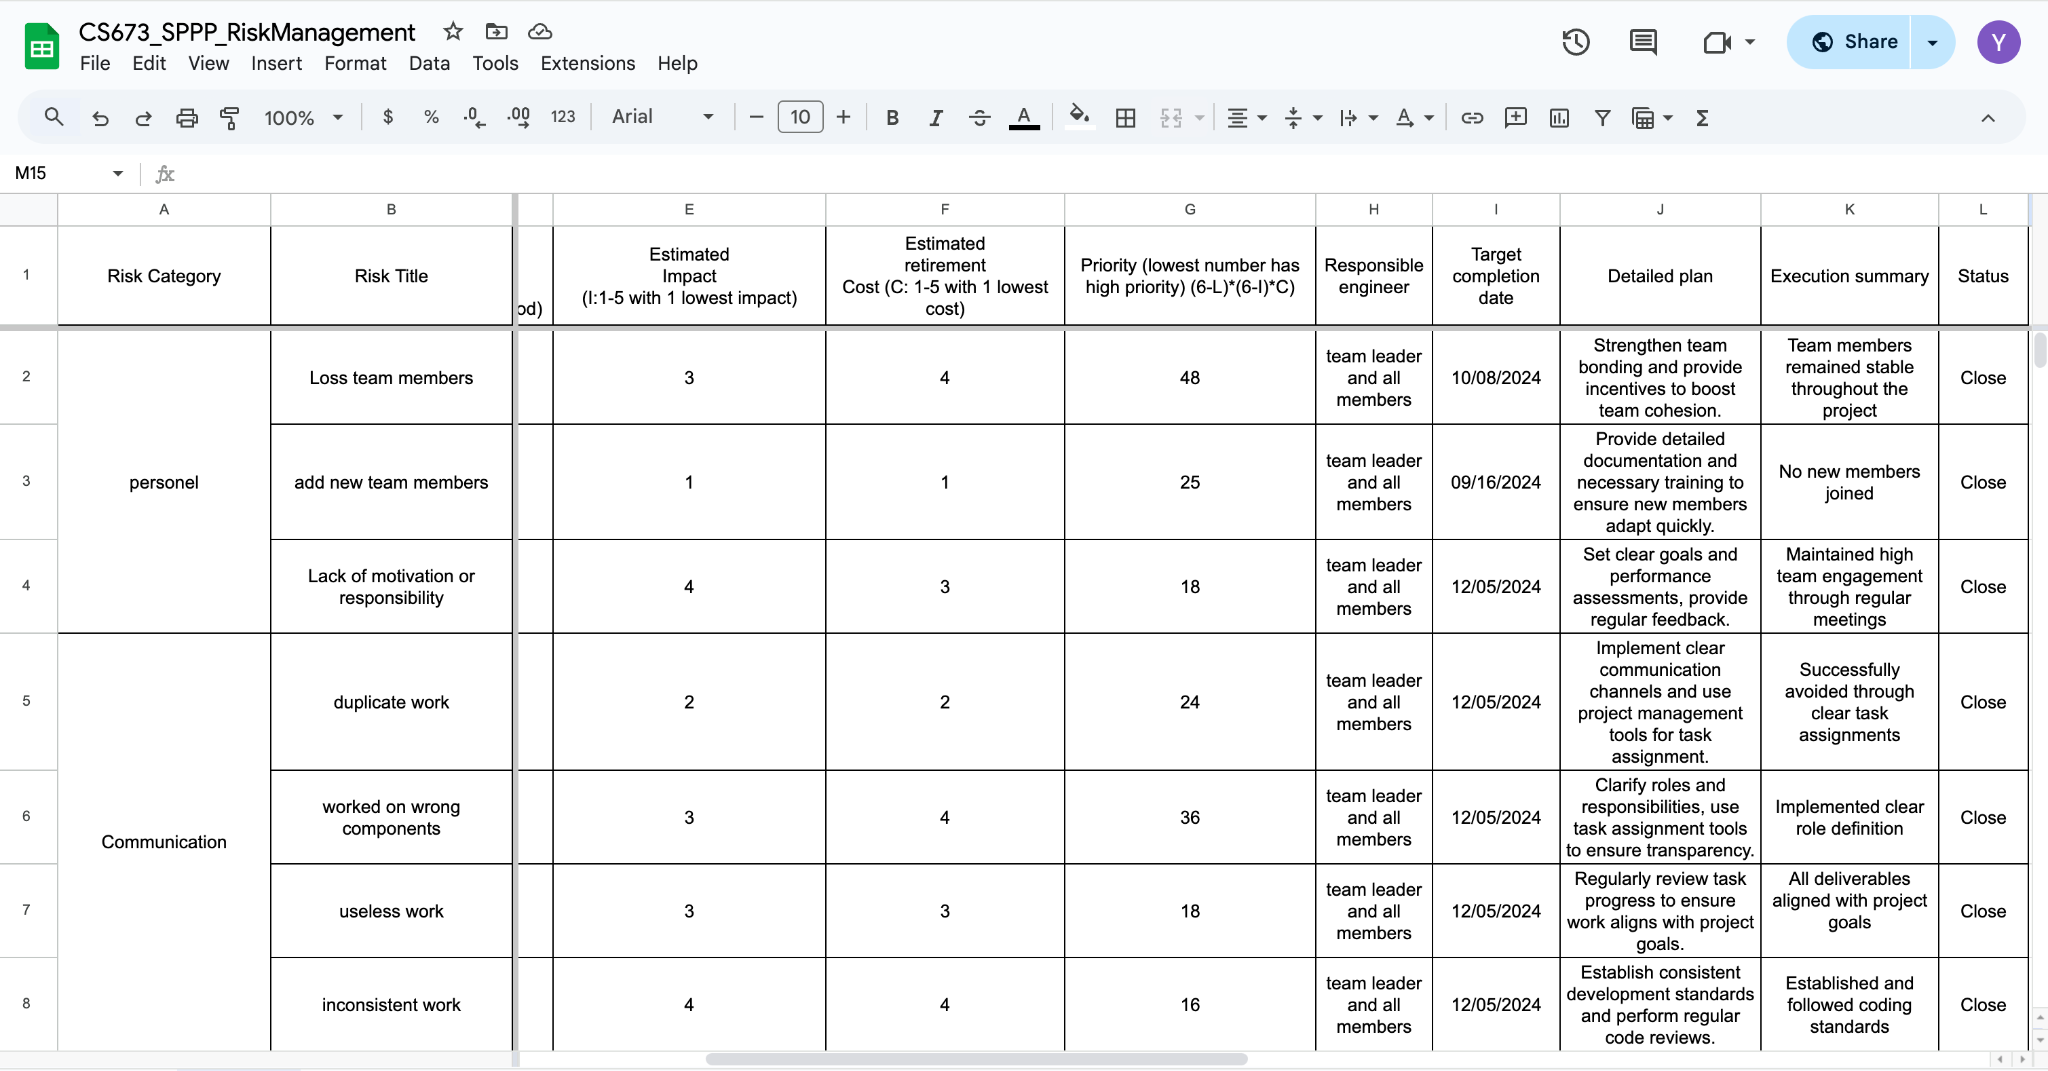 CS673_SPPP_RiskManagement
File Edit View Insert Format Data Tools Extensions Help
Share
Y
100% $ % .0 .00 123 Arial 10 B I A A Σ
M15 fx
A B E F G H I J K L
1
Risk Category
Risk Title
od)
Estimated
Impact
(I:1-5 with 1 lowest impact)
Estimated
retirement
Cost (C: 1-5 with 1 lowest
cost)
Priority (lowest number has
high priority) (6-L)*(6-I)*C)
Responsible
engineer
Target
completion
date
Detailed plan
Execution summary
Status
2
personel
Loss team members
3
4
48
team leader
and all
members
10/08/2024
Strengthen team
bonding and provide
incentives to boost
team cohesion.
Team members
remained stable
throughout the
project
Close
3
add new team members
1
1
25
team leader
and all
members
09/16/2024
Provide detailed
documentation and
necessary training to
ensure new members
adapt quickly.
No new members
joined
Close
4
Lack of motivation or
responsibility
4
3
18
team leader
and all
members
12/05/2024
Set clear goals and
performance
assessments, provide
regular feedback.
Maintained high
team engagement
through regular
meetings
Close
5
Communication
duplicate work
2
2
24
team leader
and all
members
12/05/2024
Implement clear
communication
channels and use
project management
tools for task
assignment.
Successfully
avoided through
clear task
assignments
Close
6
worked on wrong
components
3
4
36
team leader
and all
members
12/05/2024
Clarify roles and
responsibilities, use
task assignment tools
to ensure transparency.
Implemented clear
role definition
Close
7
useless work
3
3
18
team leader
and all
members
12/05/2024
Regularly review task
progress to ensure
work aligns with project
goals.
All deliverables
aligned with project
goals
Close
8
inconsistent work
4
4
16
team leader
and all
members
12/05/2024
Establish consistent
development standards
and perform regular
code reviews.
Established and
followed coding
standards
Close